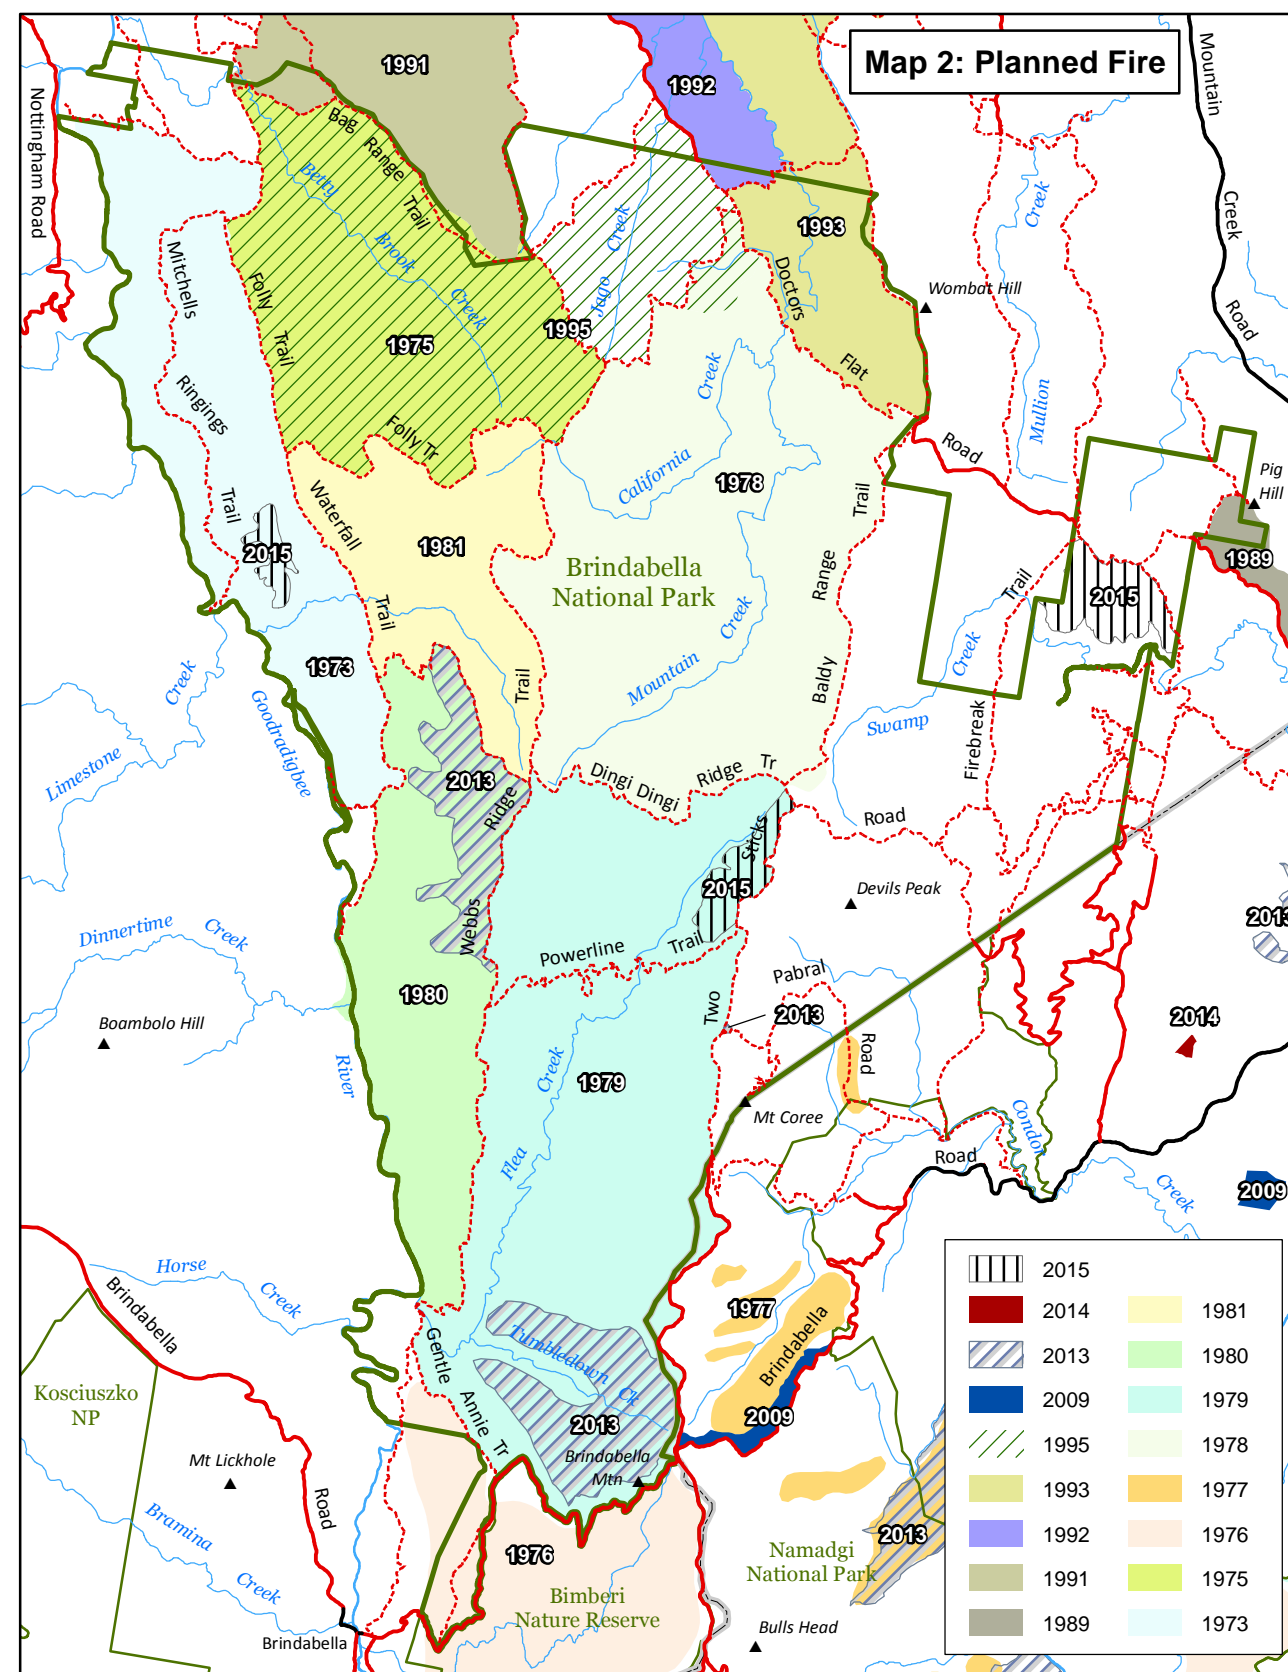 Map 2: Planned Fire
1991
1992
Mountain
Creek
Road
Nottingham Road
Bag
Range
Trail
Betty
Brook
Creek
Jago
Creek
1993
Creek
Mullion
Doctors
Flat
Wombat Hill
Mitchells
Ringings
Trail
Folly
Trail
1975
1995
Creek
California
Folly Tr
Road
1978
Pig
Hill
Waterfall
Trail
1981
Trail
2015
Brindabella
National Park
Range
Baldy
Trail
1989
2015
Trail
Creek
Mountain
Creek
Swamp
Firebreak
1973
Creek
Limestone
Goodradigbee
River
2013
Ridge
Webbs
Dingi Dingi
Ridge Tr
Road
Sticks
2015
Devils Peak
2013
Dinnertime
Creek
Powerline
Trail
Pabral
Road
2013
Two
1980
2014
Boambolo Hill
1979
Creek
Flea
Mt Coree
Condor
Creek
Road
2009
Horse
Creek
Brindabella
Road
1977
Brindabella
2009
Gentle
Annie
Tr
Tumbledown Ck
2013
Brindabella
Mtn
Kosciuszko
NP
Mt Lickhole
Bramina
Creek
1976
Bimberi
Nature Reserve
Namadgi
National Park
2013
Bulls Head
Brindabella
2015
2014
2013
2009
1995
1993
1992
1991
1989
1981
1980
1979
1978
1977
1976
1975
1973